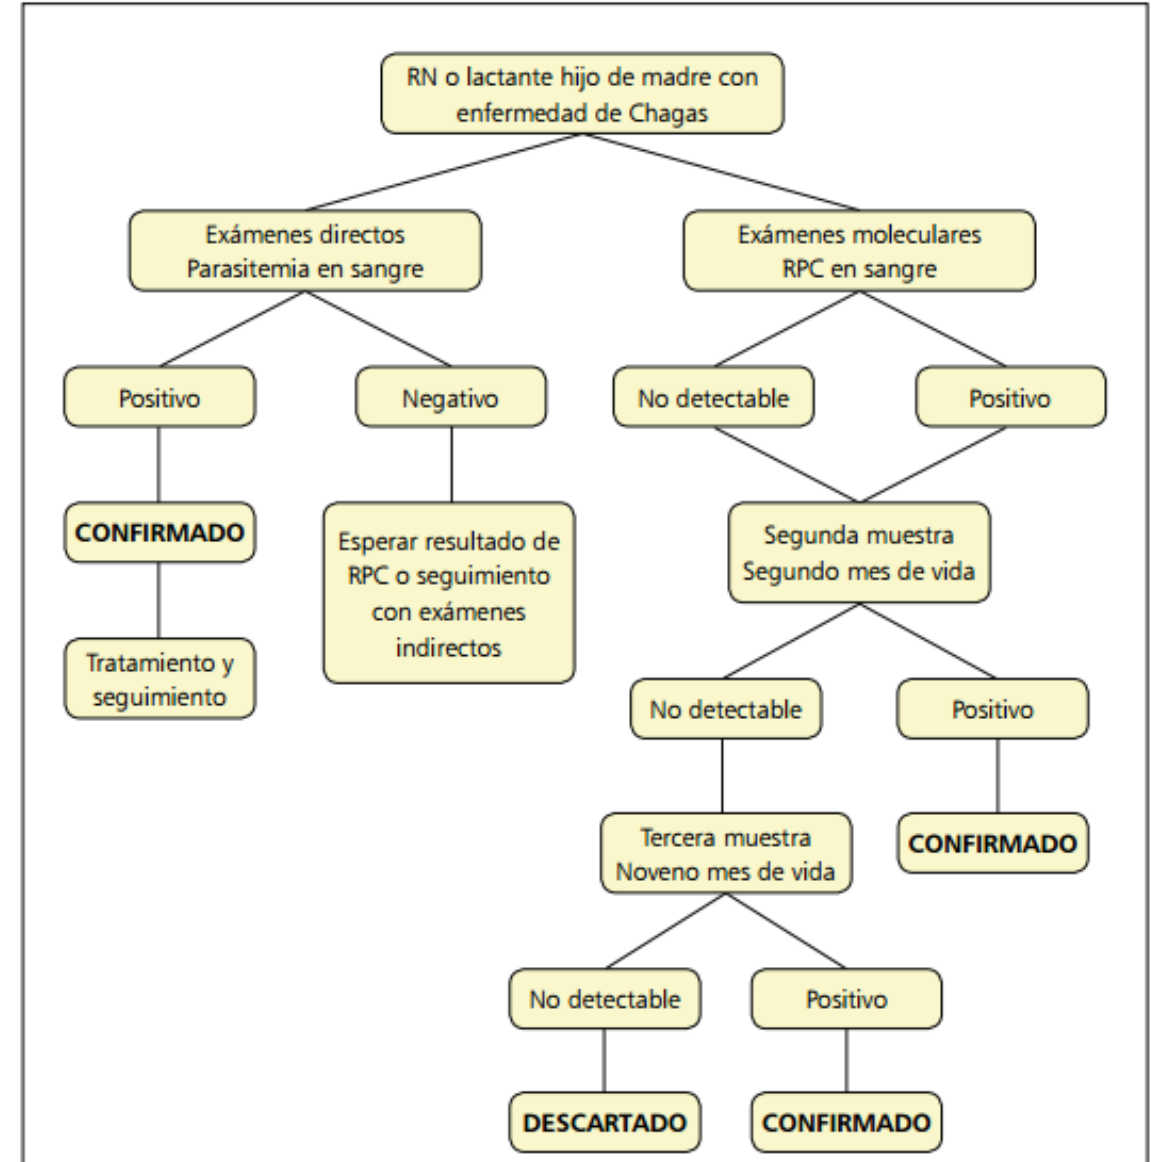 RN o lactante hijo de madre con
enfermedad de Chagas
Exámenes directos
Parasitemia en sangre
Exámenes moleculares
RPC en sangre
Positivo
Negativo
No detectable
Positivo
CONFIRMADO
Esperar resultado de
RPC o seguimiento
con exámenes
indirectos
Segunda muestra
Segundo mes de vida
Tratamiento y
seguimiento
No detectable
Positivo
Tercera muestra
Noveno mes de vida
CONFIRMADO
No detectable
Positivo
DESCARTADO
CONFIRMADO